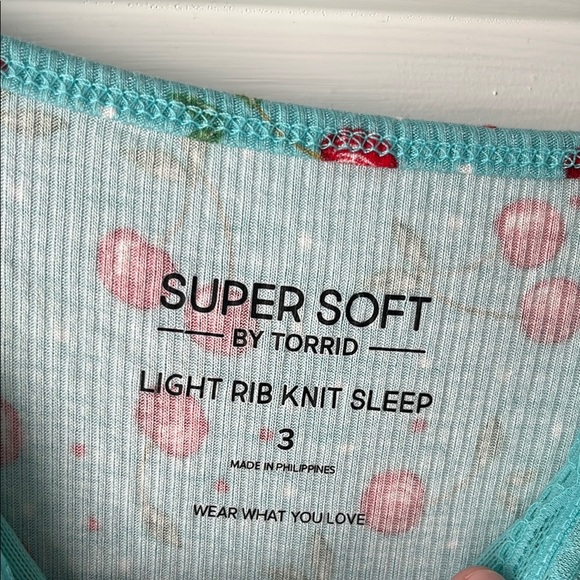 SUPER SOFT
BY TORRID
LIGHT RIB KNIT SLEEP
3
MADE IN PHILIPPINES
WEAR WHAT YOU LOVE